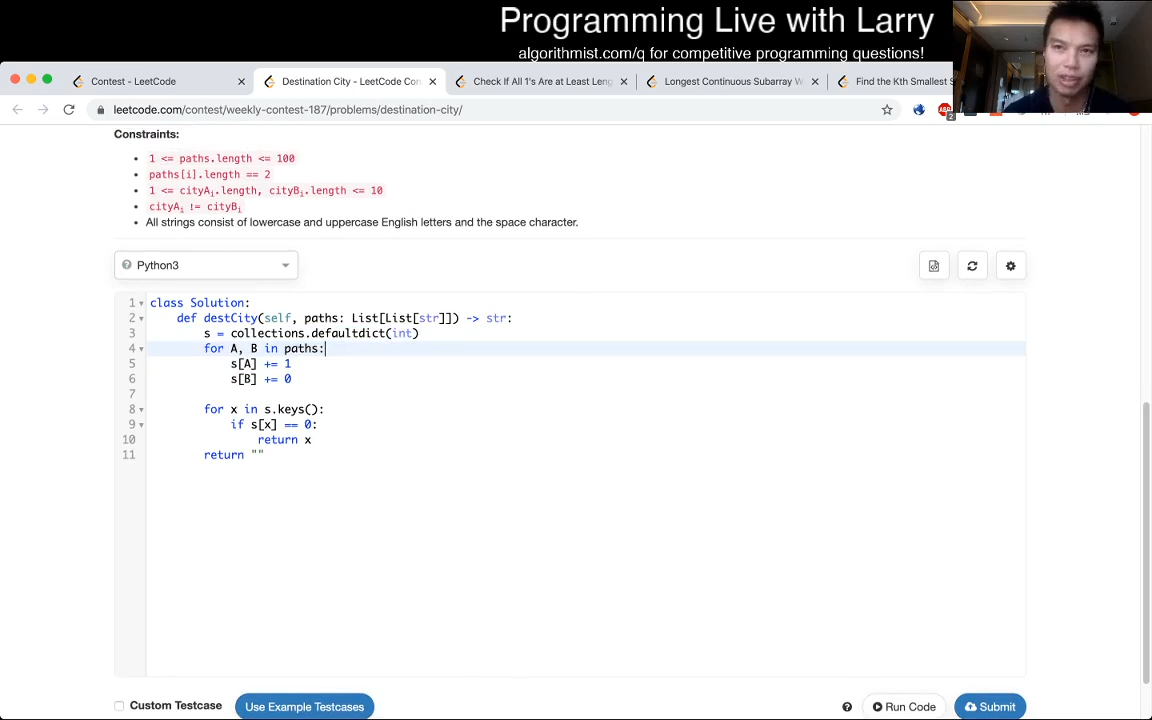 Programming Live with Larry
algorithmist.com/q for competitive programming questions!
Contest - LeetCode
Destination City - LeetCode Con
Check If All 1's Are at Least Leng
Longest Continuous Subarray W
Find the Kth Smallest S
leetcode.com/contest/weekly-contest-187/problems/destination-city/
Constraints:
1 <= paths.length <= 100
paths[i].length == 2
1 <= cityAi.length, cityBi.length <= 10
cityAi != cityBi
All strings consist of lowercase and uppercase English letters and the space character.
Python3
1 class Solution:
2 def destCity(self, paths: List[List[str]]) -> str:
3 s = collections.defaultdict(int)
4 for A, B in paths:
5 s[A] += 1
6 s[B] += 0
7
8 for x in s.keys():
9 if s[x] == 0:
10 return x
11 return ""
Custom Testcase
Use Example Testcases
Run Code
Submit